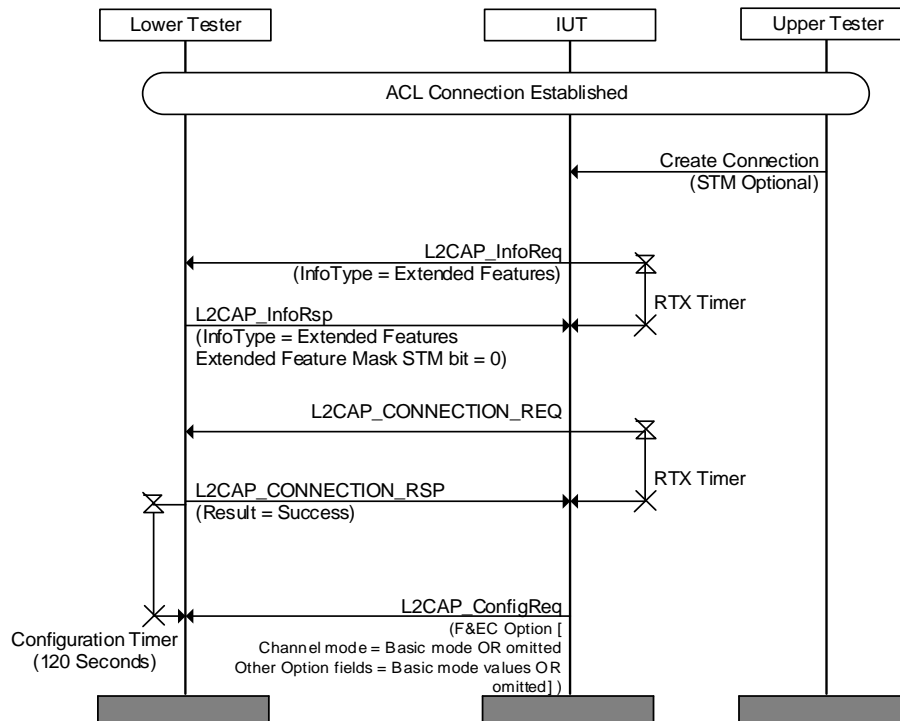 Lower Tester
IUT
Upper Tester
ACL Connection Established
Create Connection
(STM Optional)
L2CAP_InfoReq
(InfoType = Extended Features)
RTX Timer
L2CAP_InfoRsp
(InfoType = Extended Features
Extended Feature Mask STM bit = 0)
L2CAP_CONNECTION_REQ
RTX Timer
L2CAP_CONNECTION_RSP
(Result = Success)
L2CAP_ConfigReq
(F&EC Option [
Channel mode = Basic mode OR omitted
Other Option fields = Basic mode values OR
omitted] )
Configuration Timer
(120 Seconds)